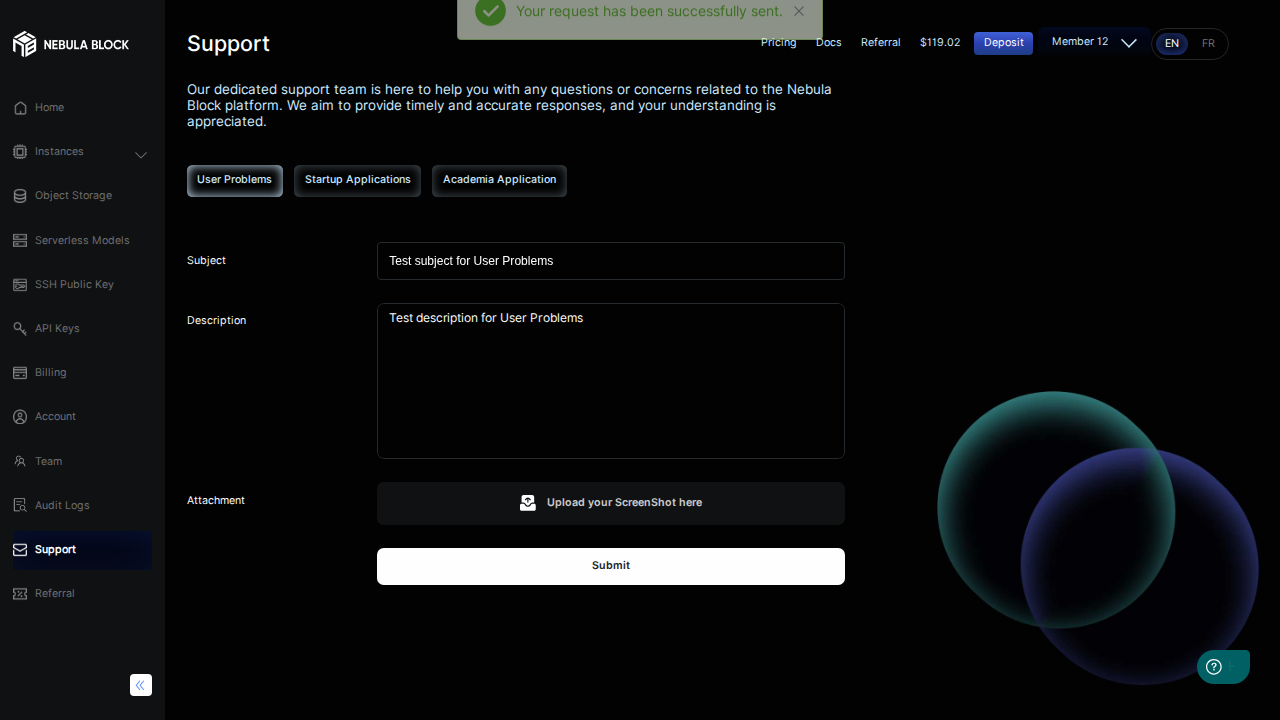 Your request has been successfully sent.
NEBULA BLOCK
Support
Pricing
Docs
Referral
$119.02
Deposit
Member 12
EN
FR
Home
Instances
Object Storage
Serverless Models
SSH Public Key
API Keys
Billing
Account
Team
Audit Logs
Support
Referral
Our dedicated support team is here to help you with any questions or concerns related to the Nebula
Block platform. We aim to provide timely and accurate responses, and your understanding is
appreciated.
User Problems
Startup Applications
Academia Application
Subject
Test subject for User Problems
Description
Test description for User Problems
Attachment
Upload your ScreenShot here
Submit